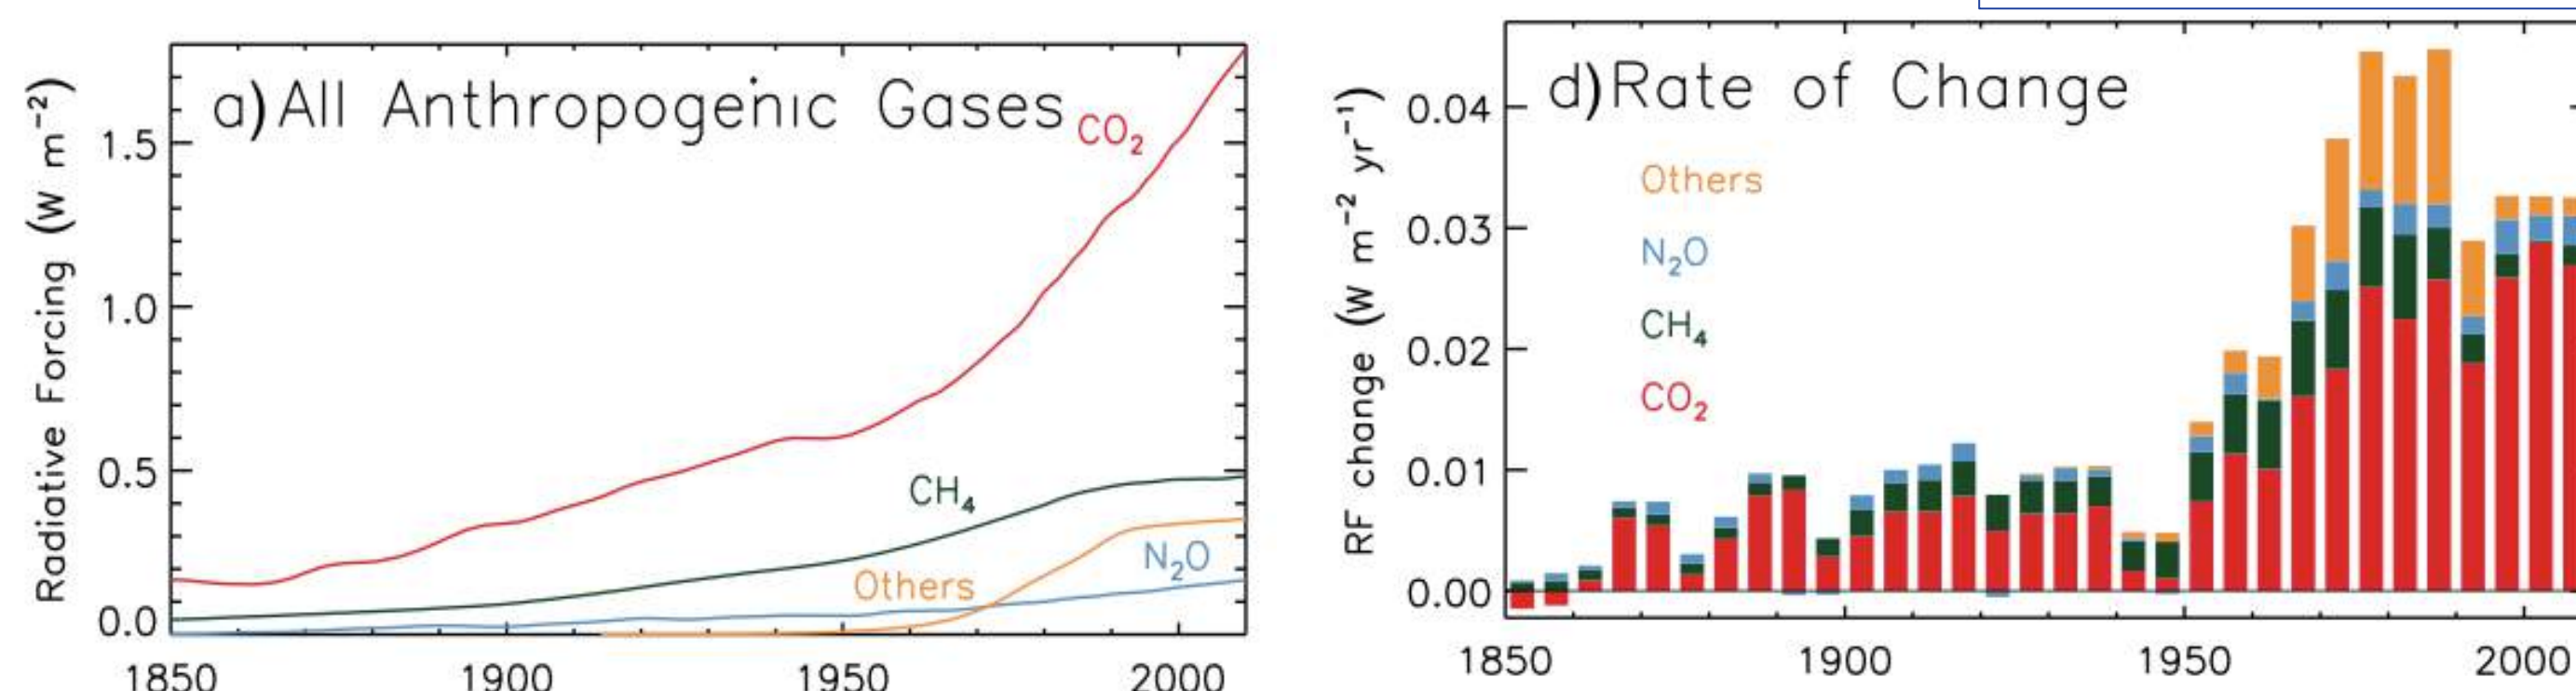 a) All Anthropogenic Gases
Radiative Forcing (W m⁻²)
1.5
1.0
0.5
0.0
CO₂
CH₄
Others
N₂O
1850
1900
1950
2000
d) Rate of Change
RF change (W m⁻² yr⁻¹)
0.04
0.03
0.02
0.01
0.00
Others
N₂O
CH₄
CO₂
1850
1900
1950
2000